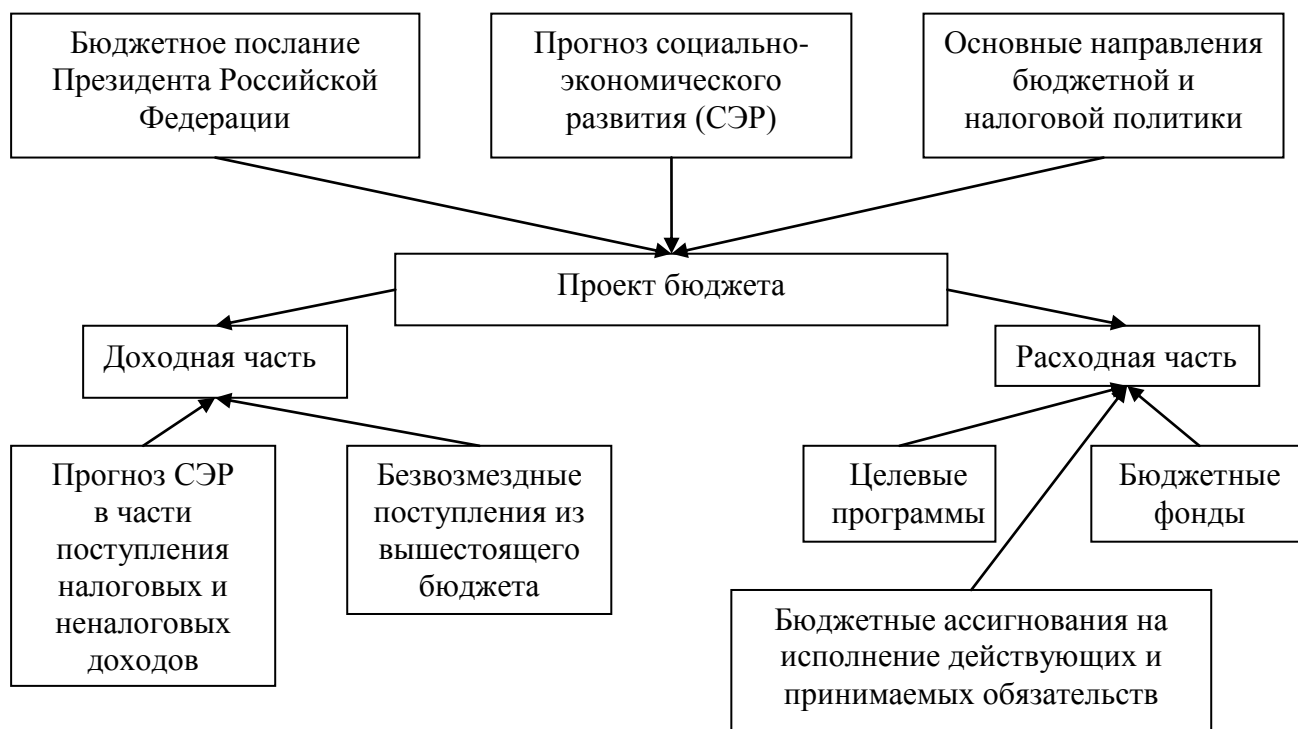 Бюджетное послание
Президента Российской
Федерации
Прогноз социально-
экономического
развития (СЭР)
Основные направления
бюджетной и
налоговой политики
Проект бюджета
Доходная часть
Расходная часть
Прогноз СЭР
в части
поступления
налоговых и
неналоговых
доходов
Безвозмездные
поступления из
вышестоящего
бюджета
Целевые
программы
Бюджетные
фонды
Бюджетные ассигнования на
исполнение действующих и
принимаемых обязательств